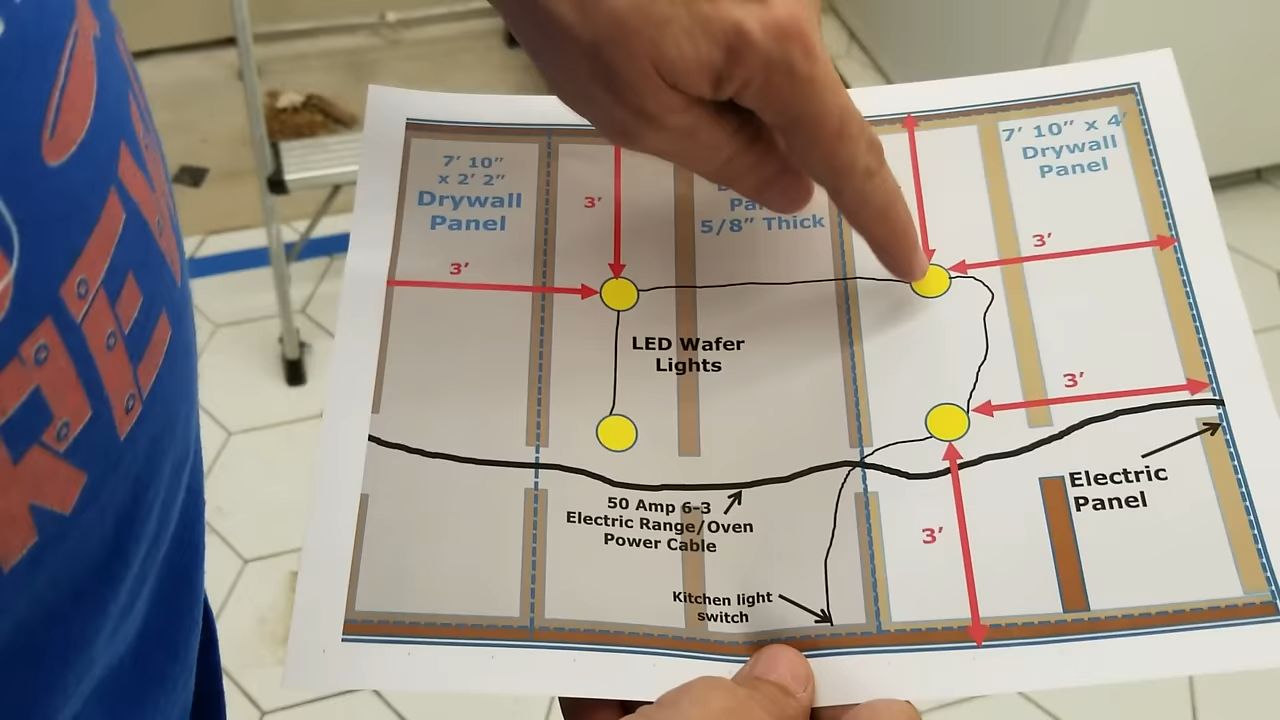 7' 10"
x 2' 2"
Drywall
Panel
3'
5/8" Thick
7' 10" x 4'
Drywall
Panel
3'
3'
LED Wafer
Lights
3'
50 Amp 6-3
Electric Range/Oven
Power Cable
Electric
Panel
3'
Kitchen light
switch